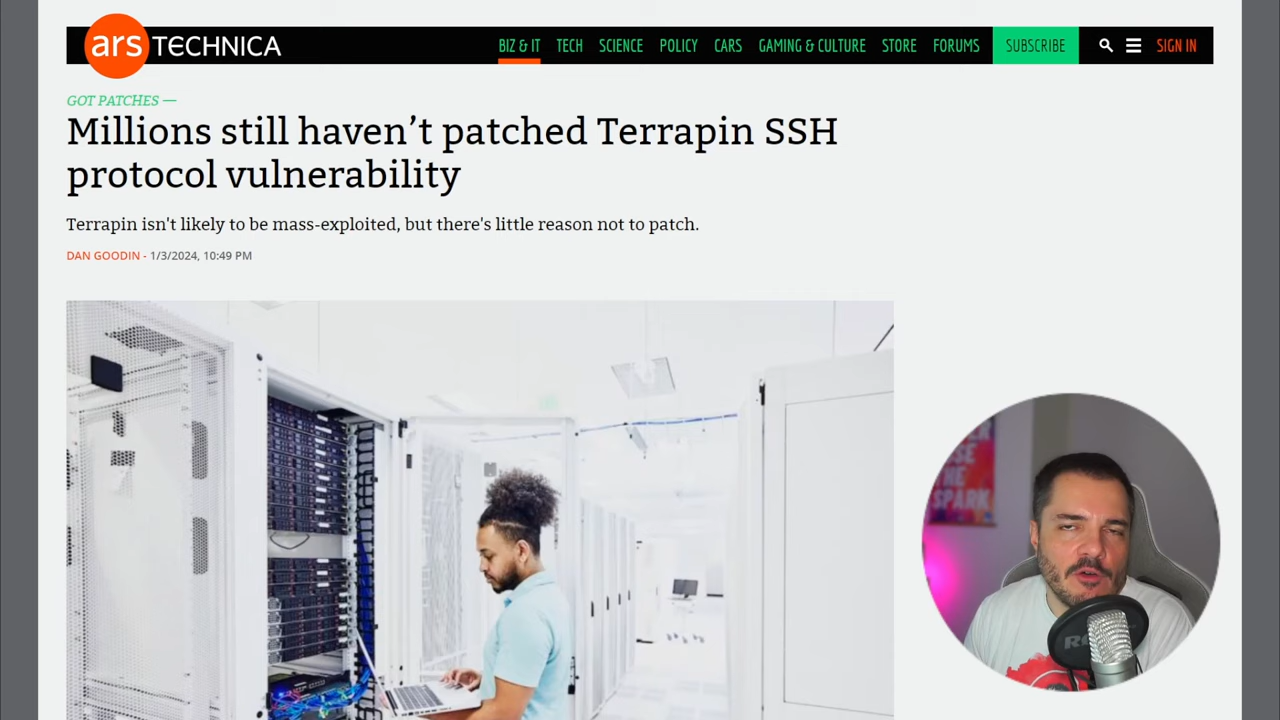 ars TECHNICA
BIZ & IT TECH SCIENCE POLICY CARS GAMING & CULTURE STORE FORUMS SUBSCRIBE SIGN IN
GOT PATCHES —
Millions still haven’t patched Terrapin SSH
protocol vulnerability
Terrapin isn't likely to be mass-exploited, but there's little reason not to patch.
DAN GOODIN - 1/3/2024, 10:49 PM
THE
SPARK